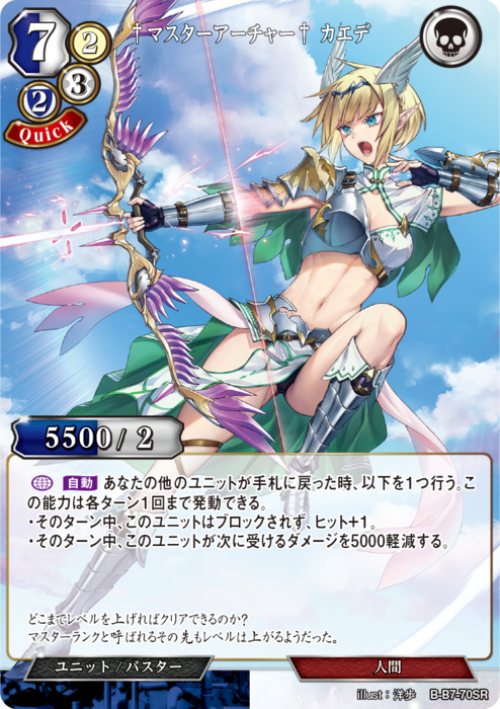 7
2
†マスターアーチャー† カエデ
2
3
Quick
5500 / 2
自動 あなたの他のユニットが手札に戻った時、以下を1つ行う。こ
の能力は各ターン1回まで発動できる。
・そのターン中、このユニットはブロックされず、ヒット+1。
・そのターン中、このユニットが次に受けるダメージを5000軽減する。
どこまでレベルを上げればクリアできるのか?
マスターランクと呼ばれるその先もレベルは上がるようだった。
ユニット / バスター
人間
illust : 洋歩 B-B7-70SR